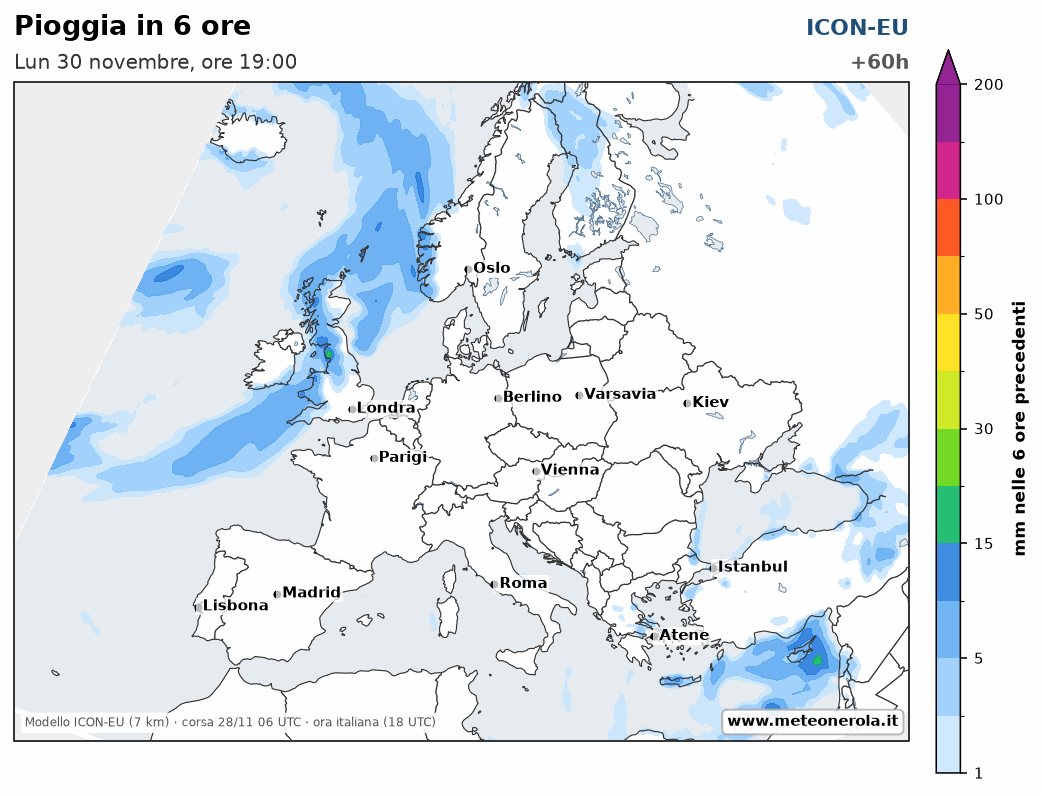 Pioggia in 6 ore
ICON-EU
Lun 30 novembre, ore 19:00
+60h
200
100
50
30
15
5
1
mm nelle 6 ore precedenti
Oslo
Londra
Berlino
Varsavia
Kiev
Parigi
Vienna
Istanbul
Madrid
Roma
Lisbona
Atene
Modello ICON-EU (7 km) · corsa 28/11 06 UTC · ora italiana (18 UTC)
www.meteonerola.it